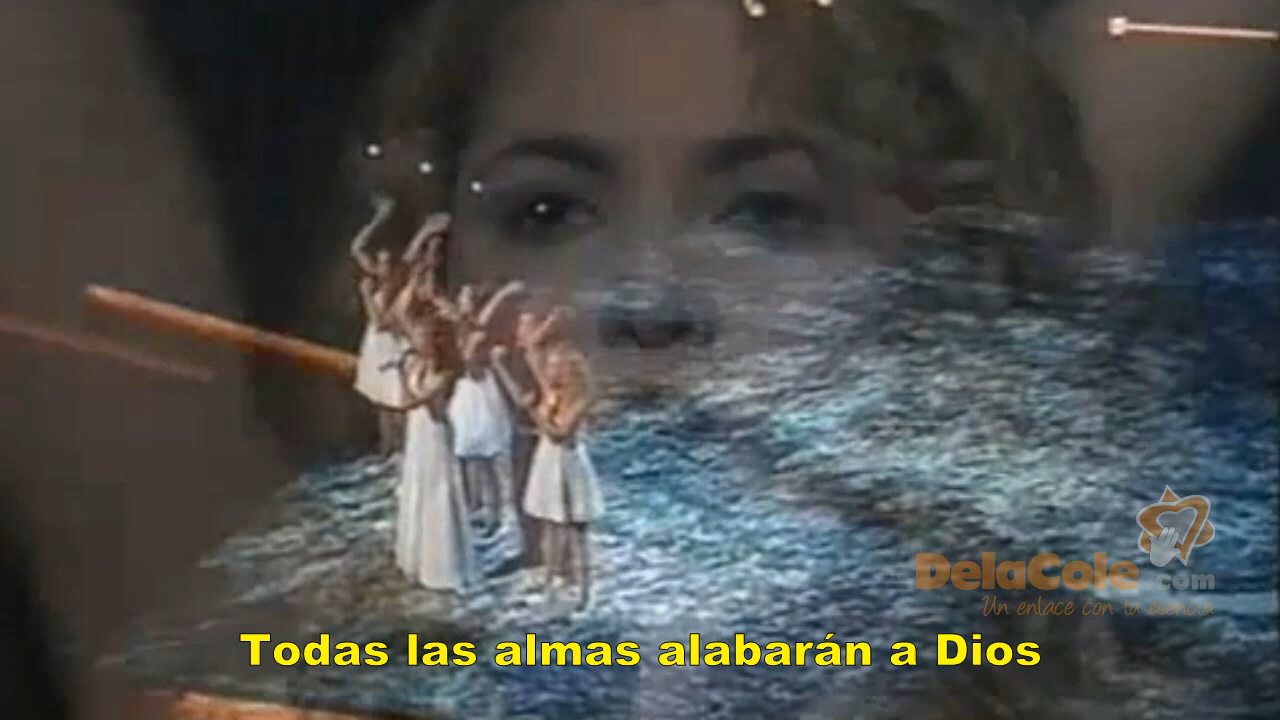 DelaCole.com
Un enlace con tu esencia
Todas las almas alabarán a Dios